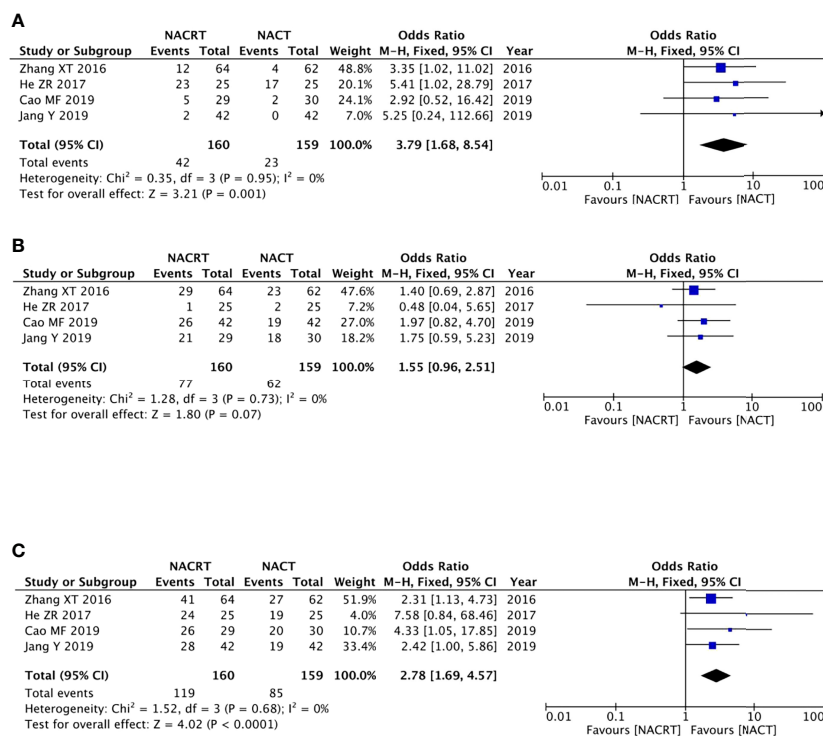 A
NACRT NACT Odds Ratio Odds Ratio
Study or Subgroup Events Total Events Total Weight M-H, Fixed, 95% CI Year M-H, Fixed, 95% CI
Zhang XT 2016 12 64 4 62 48.8% 3.35 [1.02, 11.02] 2016
He ZR 2017 23 25 17 25 20.1% 5.41 [1.02, 28.79] 2017
Cao MF 2019 5 29 2 30 24.1% 2.92 [0.52, 16.42] 2019
Jang Y 2019 2 42 0 42 5.25 [0.24, 112.66] 2019
Total (95% CI) 160 159 100.0% 3.79 [1.68, 8.54]
Total events 42 23
Heterogeneity: Chi² = 0.35, df = 3 (P = 0.95); I² = 0%
Test for overall effect: Z = 3.21 (P = 0.001)
0.01 0.1 1 10 100
Favours [NACRT] Favours [NACT]
B
NACRT NACT Odds Ratio Odds Ratio
Study or Subgroup Events Total Events Total Weight M-H, Fixed, 95% CI Year M-H, Fixed, 95% CI
Zhang XT 2016 29 64 23 62 47.6% 1.40 [0.69, 2.87] 2016
He ZR 2017 1 25 2 25 7.2% 0.48 [0.04, 5.65] 2017
Cao MF 2019 26 42 19 42 27.0% 1.97 [0.82, 4.70] 2019
Jang Y 2019 21 29 18 30 18.2% 1.75 [0.59, 5.23] 2019
Total (95% CI) 160 159 100.0% 1.55 [0.96, 2.51]
Total events 77 62
Heterogeneity: Chi² = 1.28, df = 3 (P = 0.73); I² = 0%
Test for overall effect: Z = 1.80 (P = 0.07)
0.01 0.1 1 10 100
Favours [NACRT] Favours [NACT]
C
NACRT NACT Odds Ratio Odds Ratio
Study or Subgroup Events Total Events Total Weight M-H, Fixed, 95% CI Year M-H, Fixed, 95% CI
Zhang XT 2016 41 64 27 62 51.9% 2.31 [1.13, 4.73] 2016
He ZR 2017 24 25 19 25 4.0% 7.58 [0.84, 68.46] 2017
Cao MF 2019 26 29 20 30 10.7% 4.33 [1.05, 17.85] 2019
Jang Y 2019 28 42 19 42 33.4% 2.42 [1.00, 5.86] 2019
Total (95% CI) 160 159 100.0% 2.78 [1.69, 4.57]
Total events 119 85
Heterogeneity: Chi² = 1.52, df = 3 (P = 0.68); I² = 0%
Test for overall effect: Z = 4.02 (P < 0.0001)
0.01 0.1 1 10 100
Favours [NACRT] Favours [NACT]